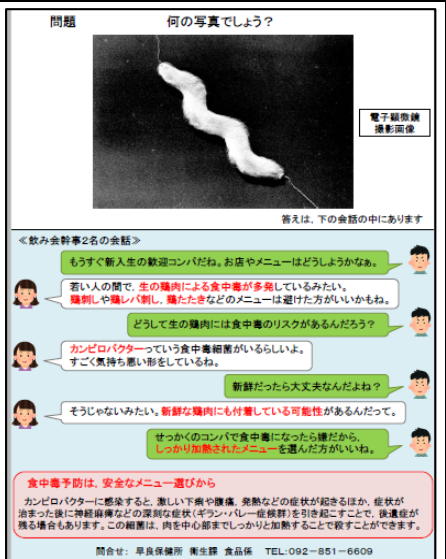 問題　何の写真でしょう？
電子顕微鏡
撮影画像
答えは、下の会話の中にあります
≪飲み会幹事2名の会話≫
もうすぐ新入生の歓迎コンパだね。お店やメニューはどうしようかなぁ。
若い人の間で、生の鶏肉による食中毒が多発しているみたい。
鶏刺しや鶏レバ刺し、鶏たたきなどのメニューは避けた方がいいかもね。
どうして生の鶏肉には食中毒のリスクがあるんだろう？
カンピロバクターっていう食中毒細菌がいるらしいよ。
すごく気持ち悪い形をしているね。
新鮮だったら大丈夫なんだよね？
そうじゃないみたい。新鮮な鶏肉にも付着している可能性があるんだって。
せっかくのコンパで食中毒になったら嫌だから、
しっかり加熱されたメニューを選んだ方がいいね。
食中毒予防は、安全なメニュー選びから
カンピロバクターに感染すると、激しい下痢や腹痛、発熱などの症状が起きるほか、症状が
治まった後に神経麻痺などの深刻な症状（ギラン・バレー症候群）を引き起こすことで、後遺症が
残る場合もあります。この細菌は、肉を中心部までしっかりと加熱することで殺すことができます。
問合せ： 早良保健所 衛生課 食品係　TEL：092－851－6609